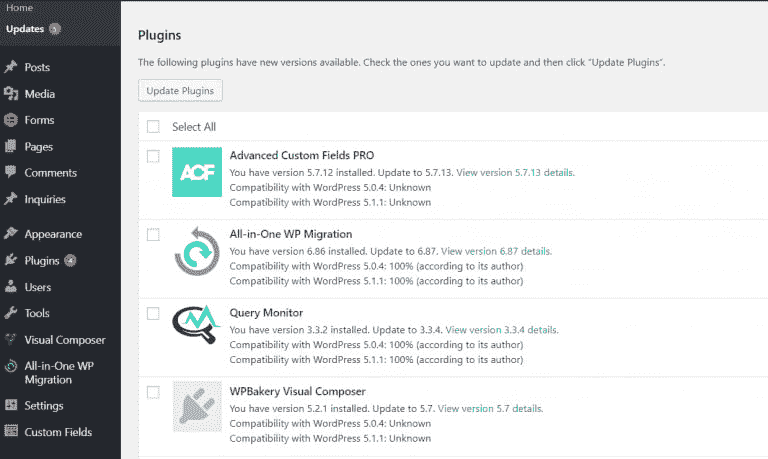 Home
Updates 5
Posts
Media
Forms
Pages
Comments
Inquiries
Appearance
Plugins 4
Users
Tools
Visual Composer
All-in-One WP
Migration
Settings
Custom Fields
Plugins
The following plugins have new versions available. Check the ones you want to update and then click “Update Plugins”.
Update Plugins
Select All
ACF
Advanced Custom Fields PRO
You have version 5.7.12 installed. Update to 5.7.13. View version 5.7.13 details.
Compatibility with WordPress 5.0.4: Unknown
Compatibility with WordPress 5.1.1: Unknown
All-in-One WP Migration
You have version 6.86 installed. Update to 6.87. View version 6.87 details.
Compatibility with WordPress 5.0.4: 100% (according to its author)
Compatibility with WordPress 5.1.1: 100% (according to its author)
Query Monitor
You have version 3.3.2 installed. Update to 3.3.4. View version 3.3.4 details.
Compatibility with WordPress 5.0.4: 100% (according to its author)
Compatibility with WordPress 5.1.1: 100% (according to its author)
WPBakery Visual Composer
You have version 5.2.1 installed. Update to 5.7. View version 5.7 details.
Compatibility with WordPress 5.0.4: Unknown
Compatibility with WordPress 5.1.1: Unknown